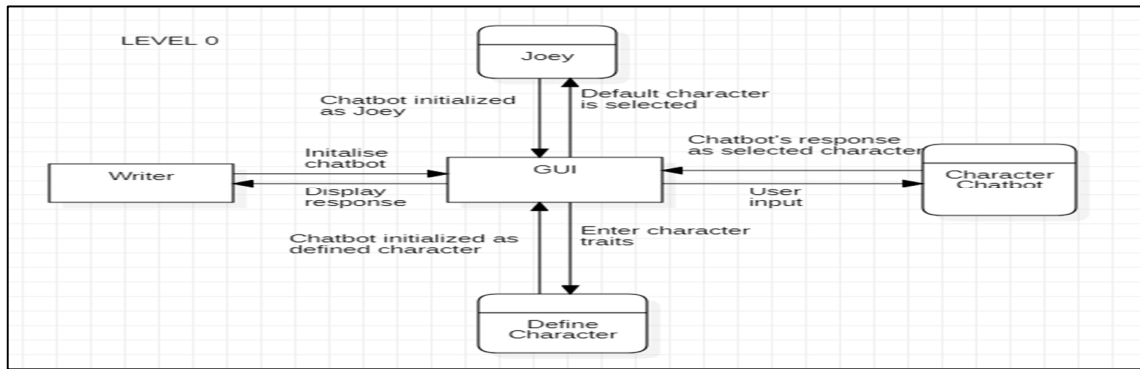 LEVEL 0
Joey
Chatbot initialized
as Joey
Default character
is selected
Initalise
chatbot
Chatbot's response
as selected character
Writer
GUI
Character
Chatbot
Display
response
User
input
Chatbot initialized as
defined character
Enter character
traits
Define
Character